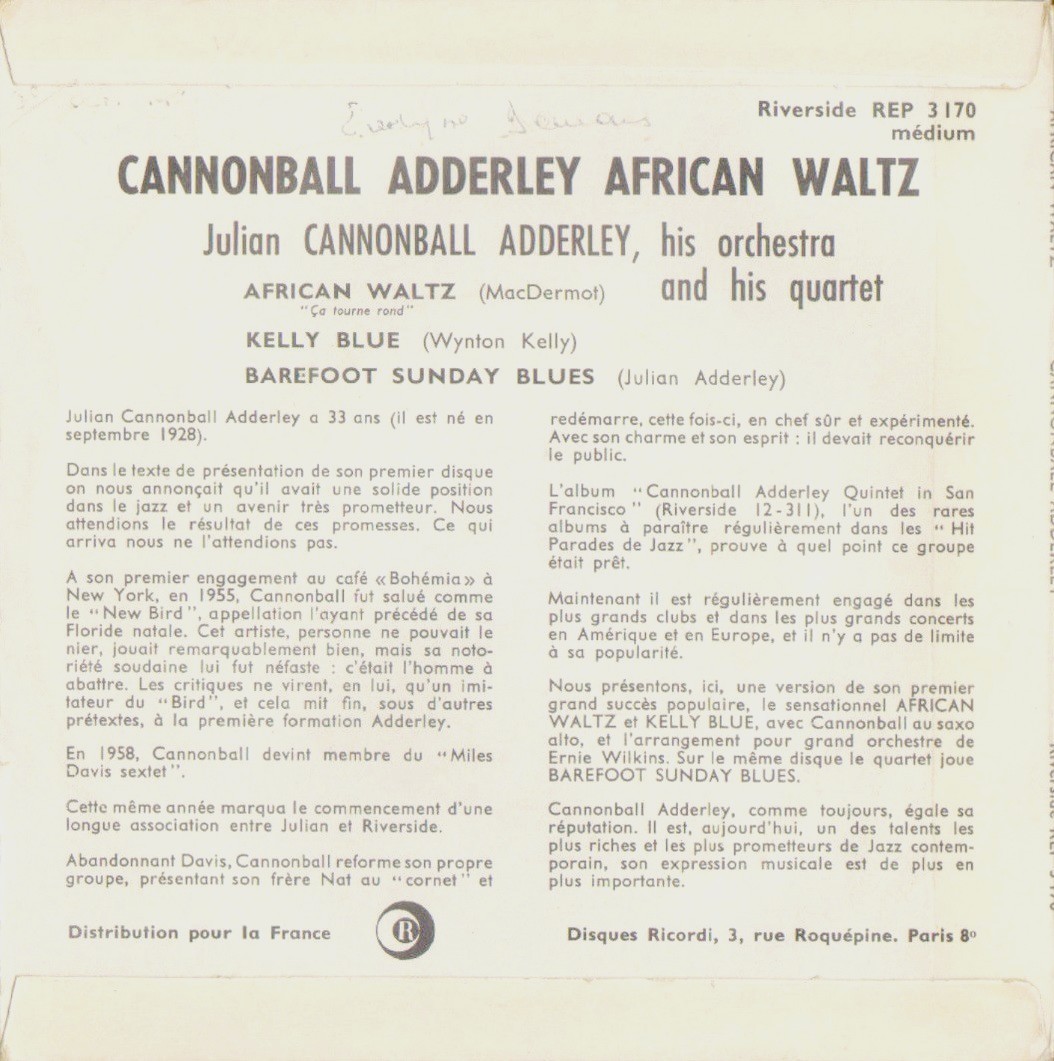 Riverside REP 3170
médium
CANNONBALL ADDERLEY AFRICAN WALTZ
Julian CANNONBALL ADDERLEY, his orchestra
and his quartet
AFRICAN WALTZ (MacDermot)
"Ça tourne rond"
KELLY BLUE (Wynton Kelly)
BAREFOOT SUNDAY BLUES (Julian Adderley)
Julian Cannonball Adderley a 33 ans (il est né en
septembre 1928).
Dans le texte de présentation de son premier disque
on nous annonçait qu'il avait une solide position
dans le jazz et un avenir très prometteur. Nous
attendions le résultat de ces promesses. Ce qui
arriva nous ne l'attendions pas.
A son premier engagement au café «Bohémia» à
New York, en 1955, Cannonball fut salué comme
le "New Bird", appellation l'ayant précédé de sa
Floride natale. Cet artiste, personne ne pouvait le
nier, jouait remarquablement bien, mais sa noto-
riété soudaine lui fut néfaste : c'était l'homme à
abattre. Les critiques ne virent, en lui, qu'un imi-
tateur du "Bird", et cela mit fin, sous d'autres
prétextes, à la première formation Adderley.
En 1958, Cannonball devint membre du "Miles
Davis sextet".
Cette même année marqua le commencement d'une
longue association entre Julian et Riverside.
Abandonnant Davis, Cannonball reforme son propre
groupe, présentant son frère Nat au "cornet" et
redémarre, cette fois-ci, en chef sûr et expérimenté.
Avec son charme et son esprit : il devait reconquérir
le public.
L'album "Cannonball Adderley Quintet in San
Francisco" (Riverside 12-311), l'un des rares
albums à paraître régulièrement dans les "Hit
Parades de Jazz", prouve à quel point ce groupe
était prêt.
Maintenant il est régulièrement engagé dans les
plus grands clubs et dans les plus grands concerts
en Amérique et en Europe, et il n'y a pas de limite
à sa popularité.
Nous présentons, ici, une version de son premier
grand succès populaire, le sensationnel AFRICAN
WALTZ et KELLY BLUE, avec Cannonball au saxo
alto, et l'arrangement pour grand orchestre de
Ernie Wilkins. Sur le même disque le quartet joue
BAREFOOT SUNDAY BLUES.
Cannonball Adderley, comme toujours, égale sa
réputation. Il est, aujourd'hui, un des talents les
plus riches et les plus prometteurs de Jazz contem-
porain, son expression musicale est de plus en
plus importante.
Distribution pour la France
R
Disques Ricordi, 3, rue Roquépine. Paris 8º